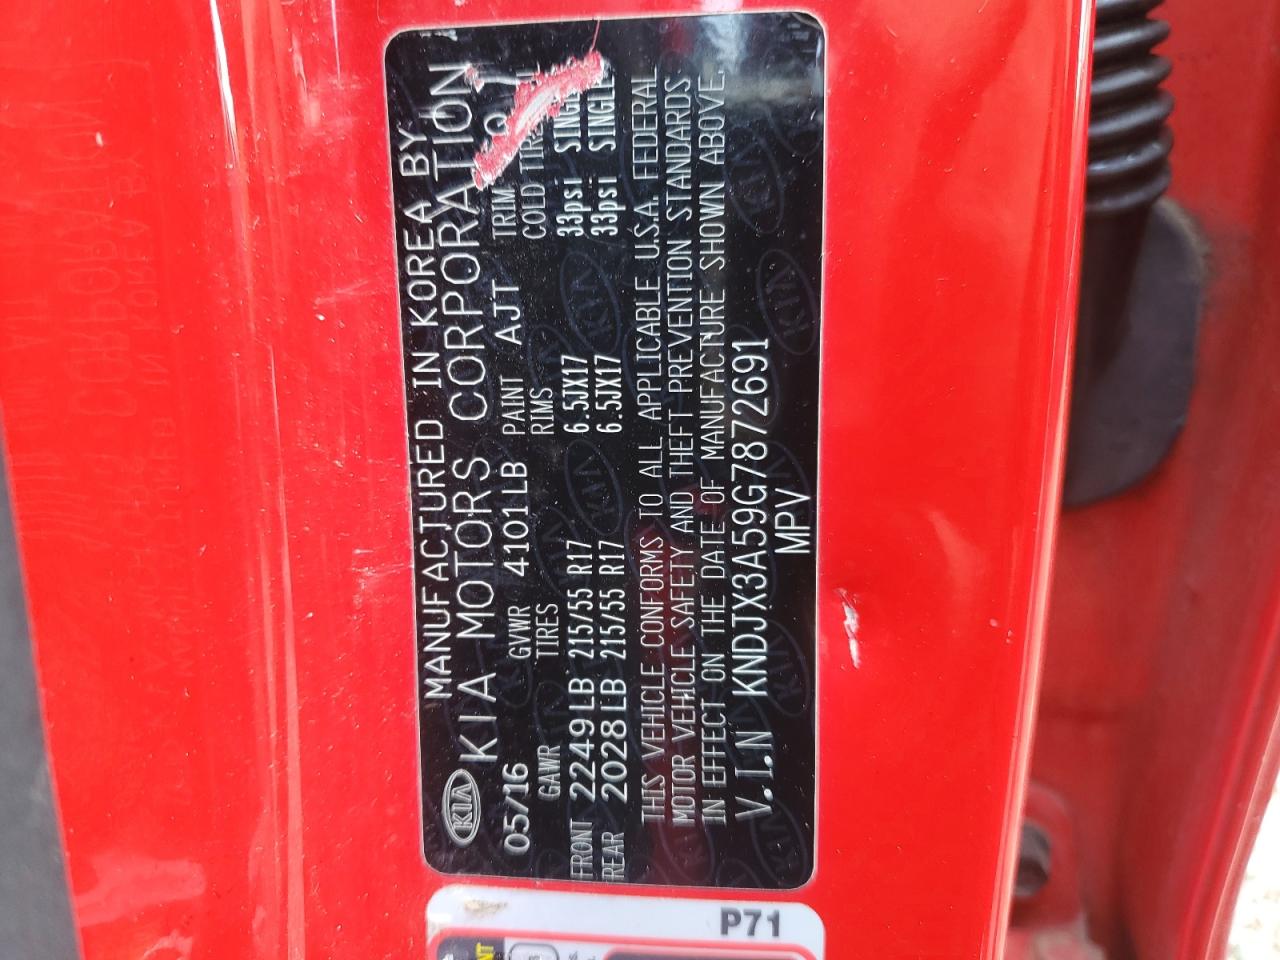 MANUFACTURED IN KOREA BY
KIA KIA MOTORS CORPORATION
05/16 GVWR 4101LB PAINT AJT TRIM
GAWR TIRES RIMS COLD TIRE
FRONT 2249LB 215/55 R17 6.5JX17 33psi SINGLE
REAR 2028LB 215/55 R17 6.5JX17 33psi SINGLE
THIS VEHICLE CONFORMS TO ALL APPLICABLE U.S.A. FEDERAL
MOTOR VEHICLE SAFETY AND THEFT PREVENTION STANDARDS
IN EFFECT ON THE DATE OF MANUFACTURE SHOWN ABOVE.
V.I.N KNDJX3A59G7872691
MPV
P71